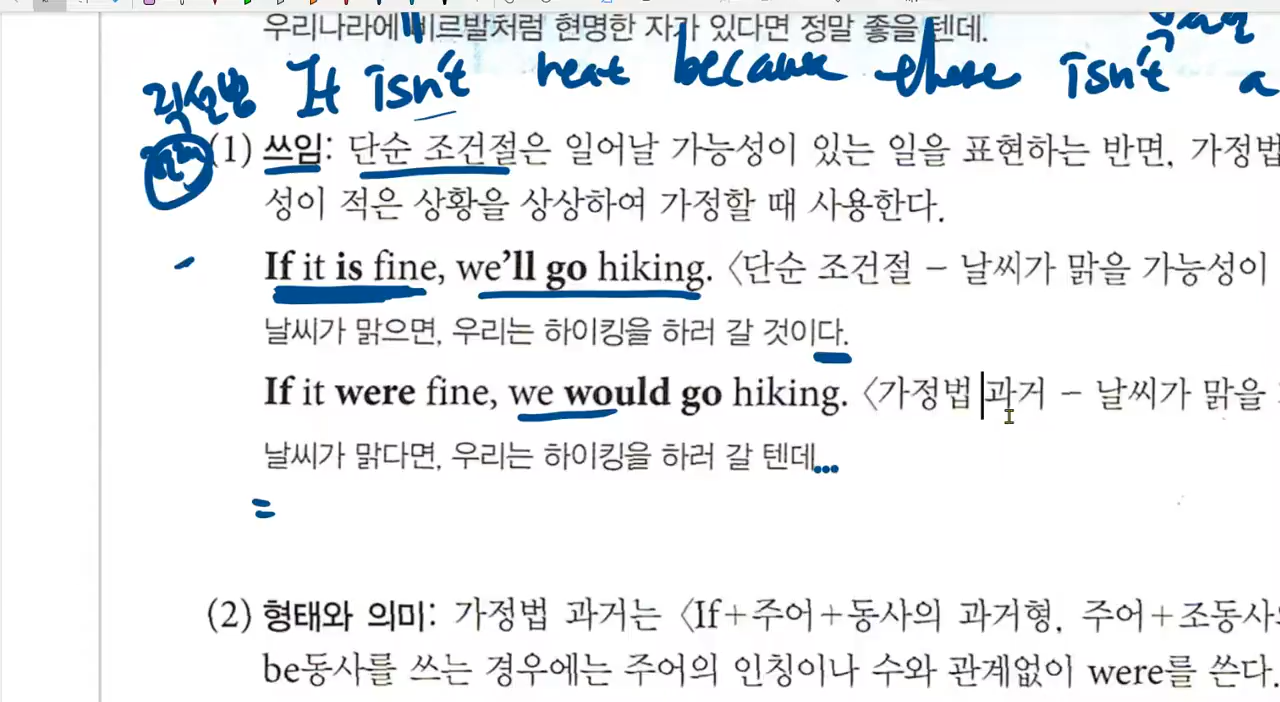 우리나라에 비르발처럼 현명한 자가 있다면 정말 좋을 텐데.
직설법 It isn't neat because there isn't a
(1) 쓰임: 단순 조건절은 일어날 가능성이 있는 일을 표현하는 반면, 가정법
성이 적은 상황을 상상하여 가정할 때 사용한다.
If it is fine, we'll go hiking. 〈단순 조건절 – 날씨가 맑을 가능성이
날씨가 맑으면, 우리는 하이킹을 하러 갈 것이다.
If it were fine, we would go hiking. 〈가정법 과거 – 날씨가 맑을
날씨가 맑다면, 우리는 하이킹을 하러 갈 텐데...
=
(2) 형태와 의미: 가정법 과거는 〈If+주어+동사의 과거형, 주어+조동사의
be동사를 쓰는 경우에는 주어의 인칭이나 수와 관계없이 were를 쓴다.